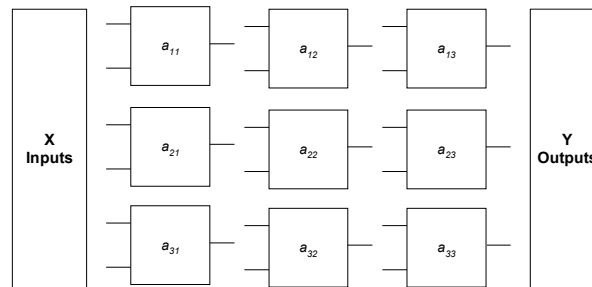 a11 a12 a13
X Inputs
a21 a22 a23
Y Outputs
a31 a32 a33